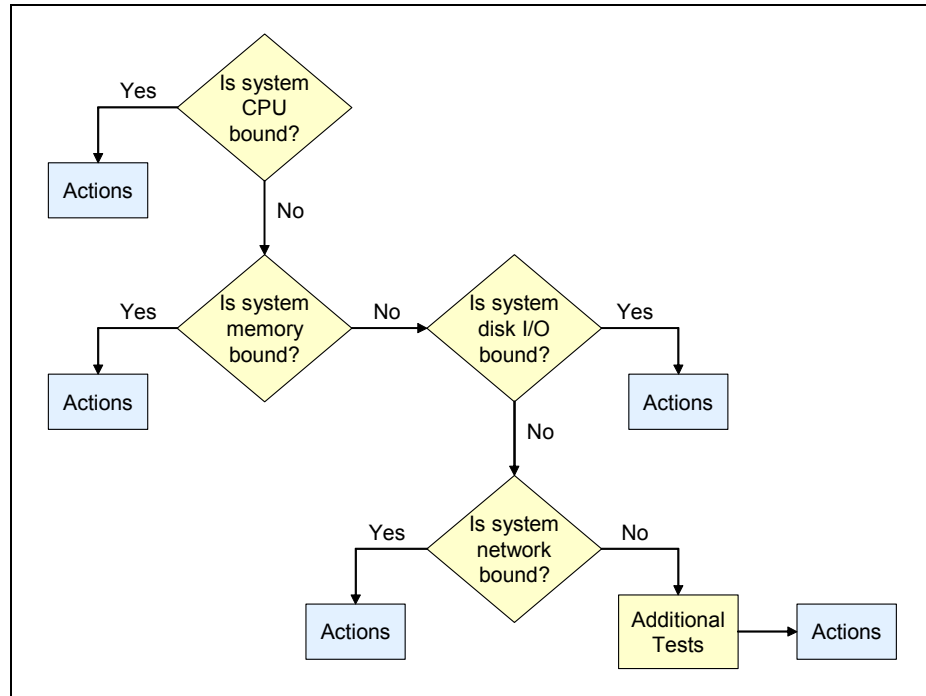 Is system
CPU
bound?
Yes
Actions
No
Is system
memory
bound?
Yes
Actions
No
Is system
disk I/O
bound?
Yes
Actions
No
Is system
network
bound?
Yes
Actions
No
Additional
Tests
Actions